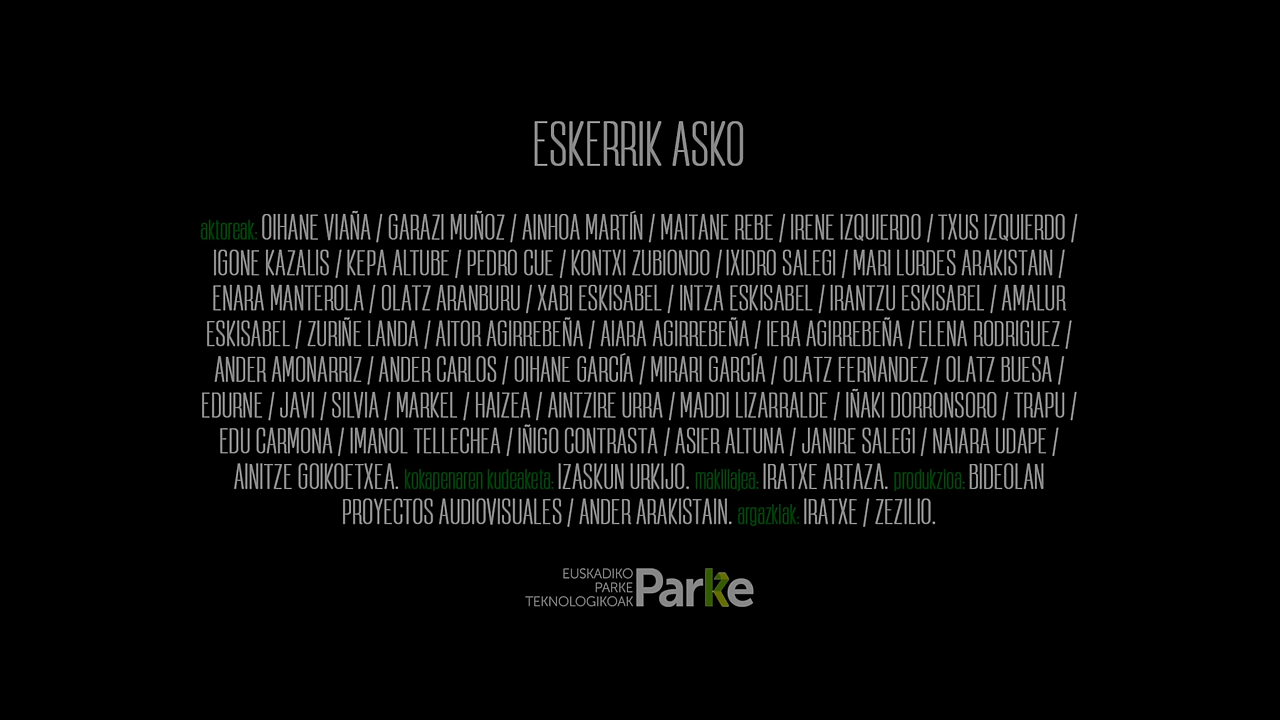 ESKERRIK ASKO
aktoreak: OIHANE VIAÑA / GARAZI MUÑOZ / AINHOA MARTÍN / MAITANE REBE / IRENE IZQUIERDO / TXUS IZQUIERDO /
IGONE KAZALIS / KEPA ALTUBE / PEDRO CUE / KONTXI ZUBIONDO / IXIDRO SALEGI / MARI LURDES ARAKISTAIN /
ENARA MANTEROLA / OLATZ ARANBURU / XABI ESKISABEL / INTZA ESKISABEL / IRANTZU ESKISABEL / AMALUR
ESKISABEL / ZURIÑE LANDA / AITOR AGIRREBEÑA / AIARA AGIRREBEÑA / IERA AGIRREBEÑA / ELENA RODRIGUEZ /
ANDER AMONARRIZ / ANDER CARLOS / OIHANE GARCÍA / MIRARI GARCÍA / OLATZ FERNANDEZ / OLATZ BUESA /
EDURNE / JAVI / SILVIA / MARKEL / HAIZEA / AINTZIRE URRA / MADDI LIZARRALDE / IÑAKI DORRONSORO / TRAPU /
EDU CARMONA / IMANOL TELLECHEA / IÑIGO CONTRASTA / ASIER ALTUNA / JANIRE SALEGI / NAIARA UDAPE /
AINITZE GOIKOETXEA. kokapenaren kudeaketa: IZASKUN URKIJO. makillajea: IRATXE ARTAZA. produkzioa: BIDEOLAN
PROYECTOS AUDIOVISUALES / ANDER ARAKISTAIN. argazkiak: IRATXE / ZEZILIO.
EUSKADIKO
PARKE
TEKNOLOGIKOAK
Parke